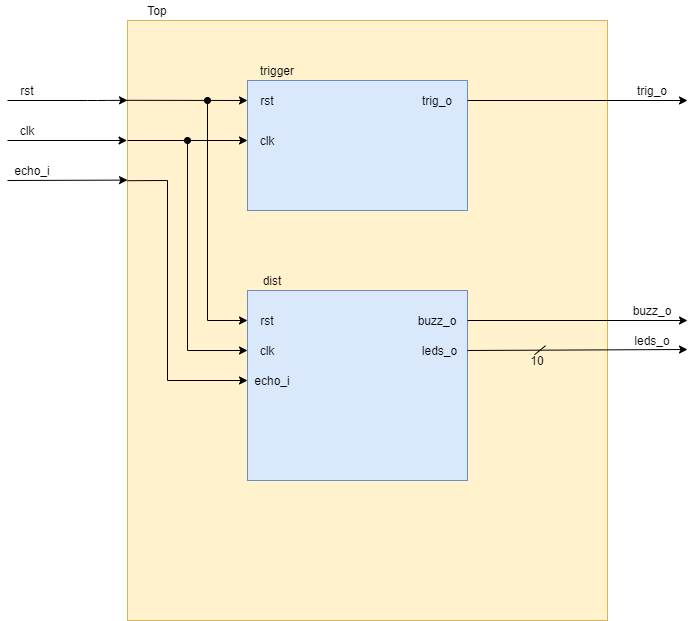 Top
trigger
rst
rst
trig_o
trig_o
clk
clk
echo_i
dist
rst
buzz_o
buzz_o
clk
leds_o
leds_o
10
echo_i